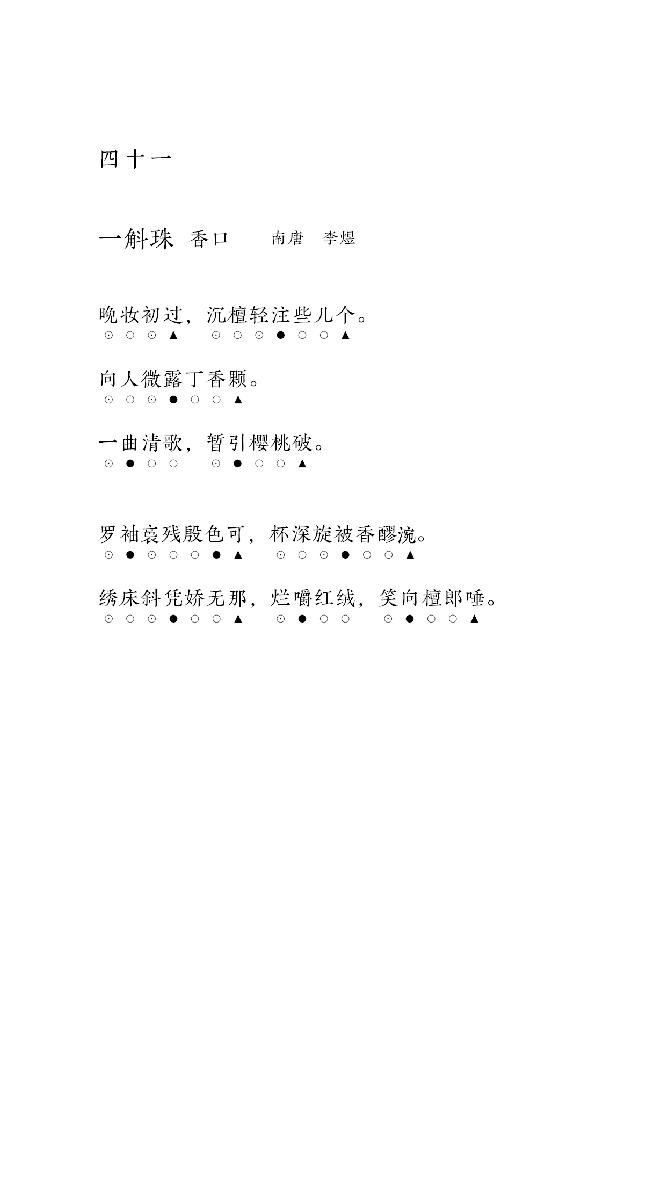 四十一
一斛珠 香口 南唐 李煜
晚妆初过，沉檀轻注些儿个。
⊙○⊙▲ ⊙○⊙●○○▲
向人微露丁香颗。
⊙○⊙●○○▲
一曲清歌，暂引樱桃破。
⊙●○○ ⊙●○○▲
罗袖裛残殷色可，杯深旋被香醪涴。
⊙●⊙○○●▲ ⊙○⊙●○○▲
绣床斜凭娇无那，烂嚼红绒，笑向檀郎唾。
⊙○⊙●○○▲ ⊙●○○ ⊙●○○▲